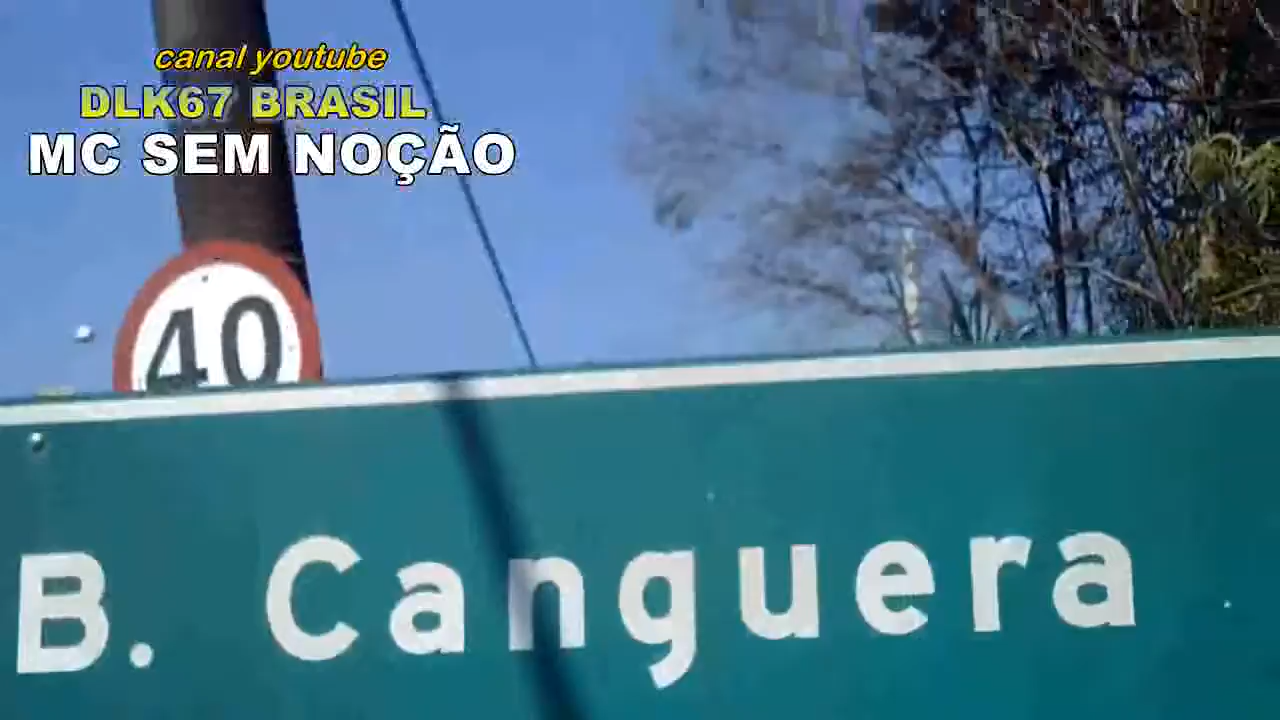 canal youtube
DLK67 BRASIL
MC SEM NOÇÃO
40
B. Canguera